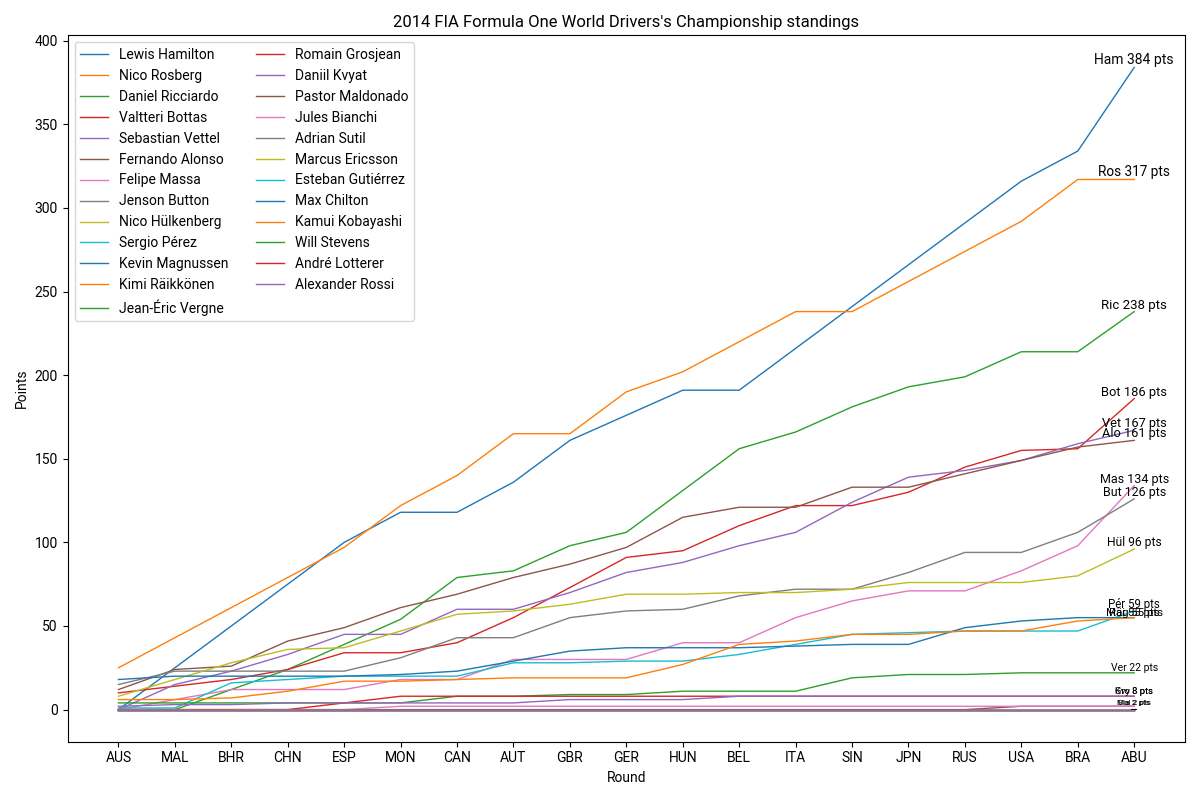 2014 FIA Formula One World Drivers's Championship standings
400
350
300
250
200
150
100
50
0
Points
Lewis Hamilton
Nico Rosberg
Daniel Ricciardo
Valtteri Bottas
Sebastian Vettel
Fernando Alonso
Felipe Massa
Jenson Button
Nico Hülkenberg
Sergio Pérez
Kevin Magnussen
Kimi Räikkönen
Jean-Éric Vergne
Romain Grosjean
Daniil Kvyat
Pastor Maldonado
Jules Bianchi
Adrian Sutil
Marcus Ericsson
Esteban Gutiérrez
Max Chilton
Kamui Kobayashi
Will Stevens
André Lotterer
Alexander Rossi
Ham 384 pts
Ros 317 pts
Ric 238 pts
Bot 186 pts
Vet 167 pts
Alo 161 pts
Mas 134 pts
But 126 pts
Hül 96 pts
Pér 59 pts
55 pts
Ver 22 pts
8 pts
2 pts
AUS MAL BHR CHN ESP MON CAN AUT GBR GER HUN BEL ITA SIN JPN RUS USA BRA ABU
Round